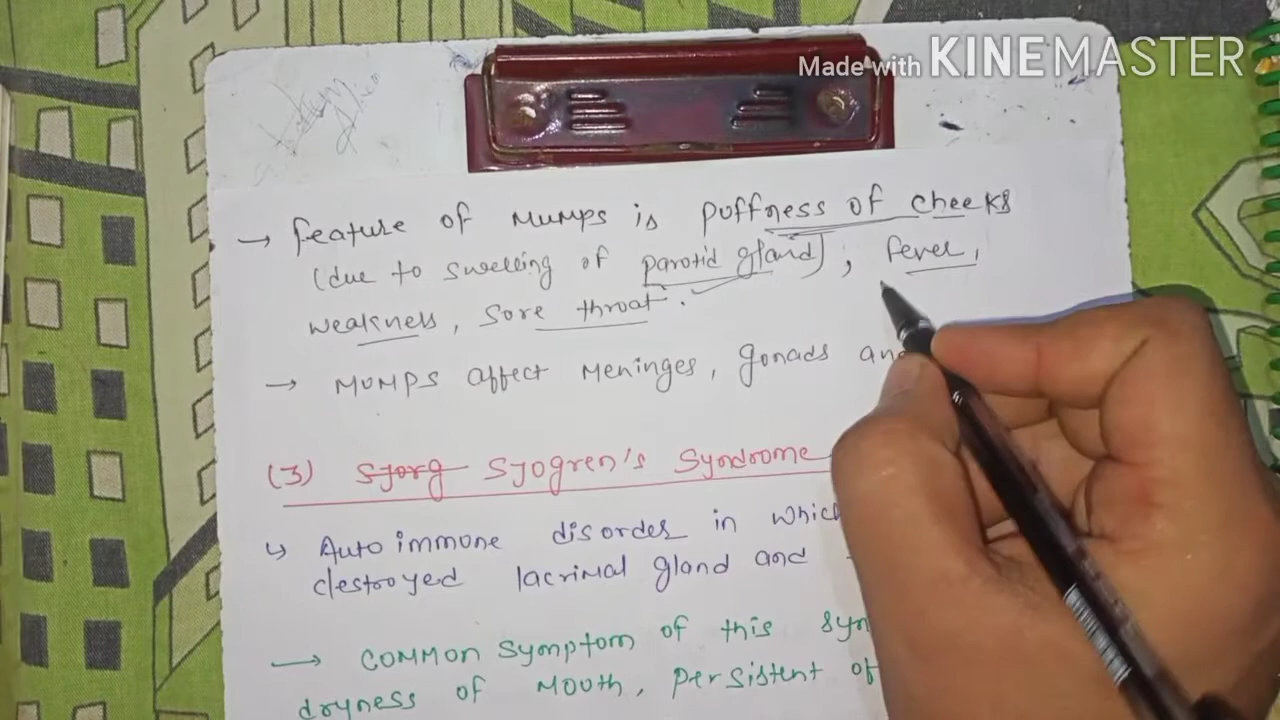 Made with KINEMASTER
→ Feature of Mumps is puffness of cheeks
(due to swelling of parotid gland) ; Fever,
weakness, Sore throat.
→ MUMPS affect Meninges, gonads and
(3) Sjorg Sjogren's Syndrome
↳ Auto immune disorder in which
destroyed lacrimal gland and
→ COMMON Symptom of this syn
dryness of Mouth, Persistent of